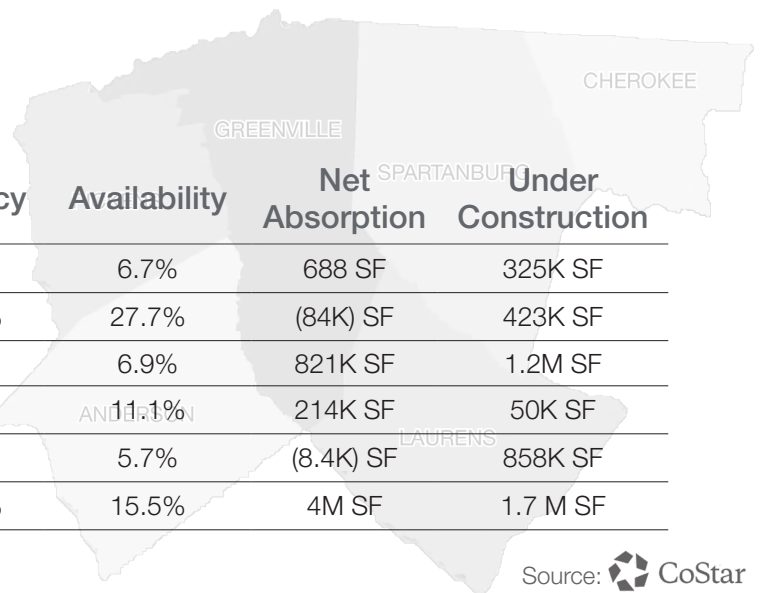 CHEROKEE
GREENVILLE
SPARTANBURG
cy Availability Net Absorption Under Construction
6.7% 688 SF 325K SF
% 27.7% (84K) SF 423K SF
6.9% 821K SF 1.2M SF
11.1% 214K SF 50K SF
ANDERSON
LAURENS
5.7% (8.4K) SF 858K SF
% 15.5% 4M SF 1.7 M SF
Source: CoStar